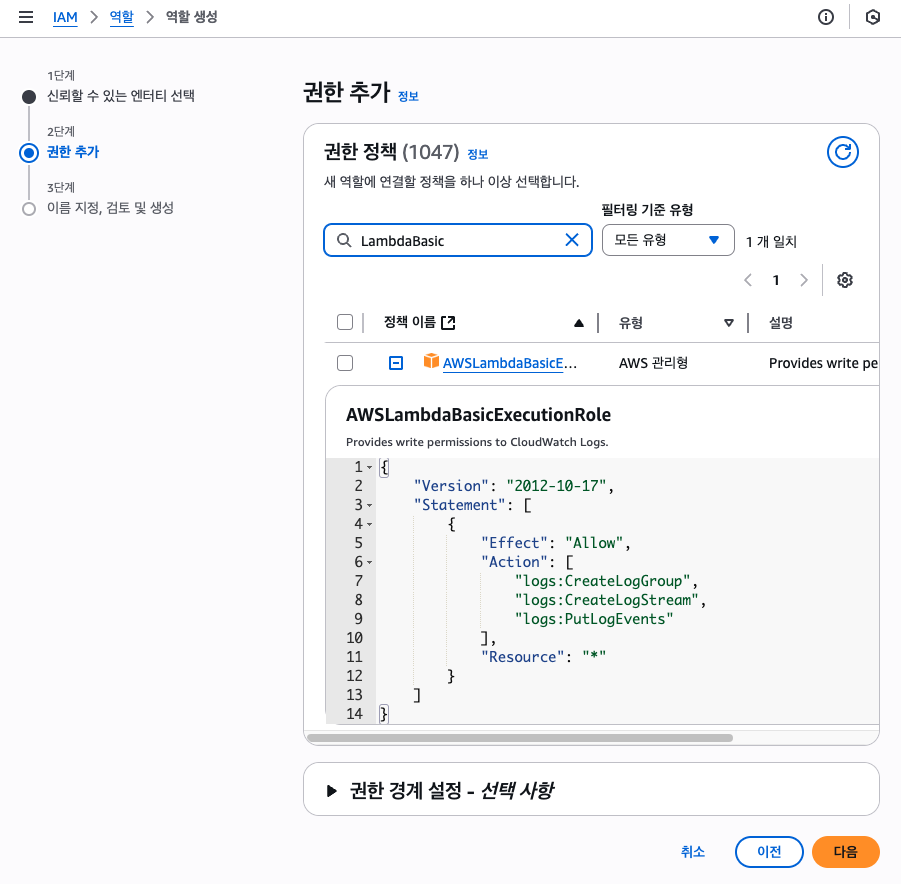 IAM > 역할 > 역할 생성
1단계
신뢰할 수 있는 엔터티 선택
2단계
권한 추가
3단계
이름 지정, 검토 및 생성
권한 추가 정보
권한 정책 (1047) 정보
새 역할에 연결할 정책을 하나 이상 선택합니다.
필터링 기준 유형
LambdaBasic
모든 유형
1 개 일치
1
정책 이름
유형
설명
AWSLambdaBasicE...
AWS 관리형
Provides write pe
AWSLambdaBasicExecutionRole
Provides write permissions to CloudWatch Logs.
1 {
2     "Version": "2012-10-17",
3     "Statement": [
4         {
5             "Effect": "Allow",
6             "Action": [
7                 "logs:CreateLogGroup",
8                 "logs:CreateLogStream",
9                 "logs:PutLogEvents"
10             ],
11             "Resource": "*"
12         }
13     ]
14 }
권한 경계 설정 - 선택 사항
취소
이전
다음